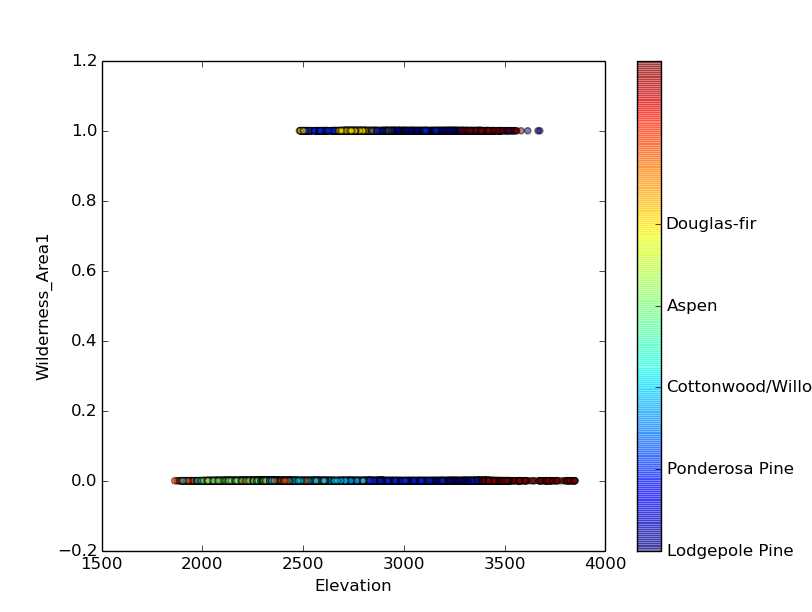 1.2
1.0
0.8
0.6
0.4
0.2
0.0
−0.2
Wilderness_Area1
1500
2000
2500
3000
3500
4000
Elevation
Douglas-fir
Aspen
Cottonwood/Willo
Ponderosa Pine
Lodgepole Pine